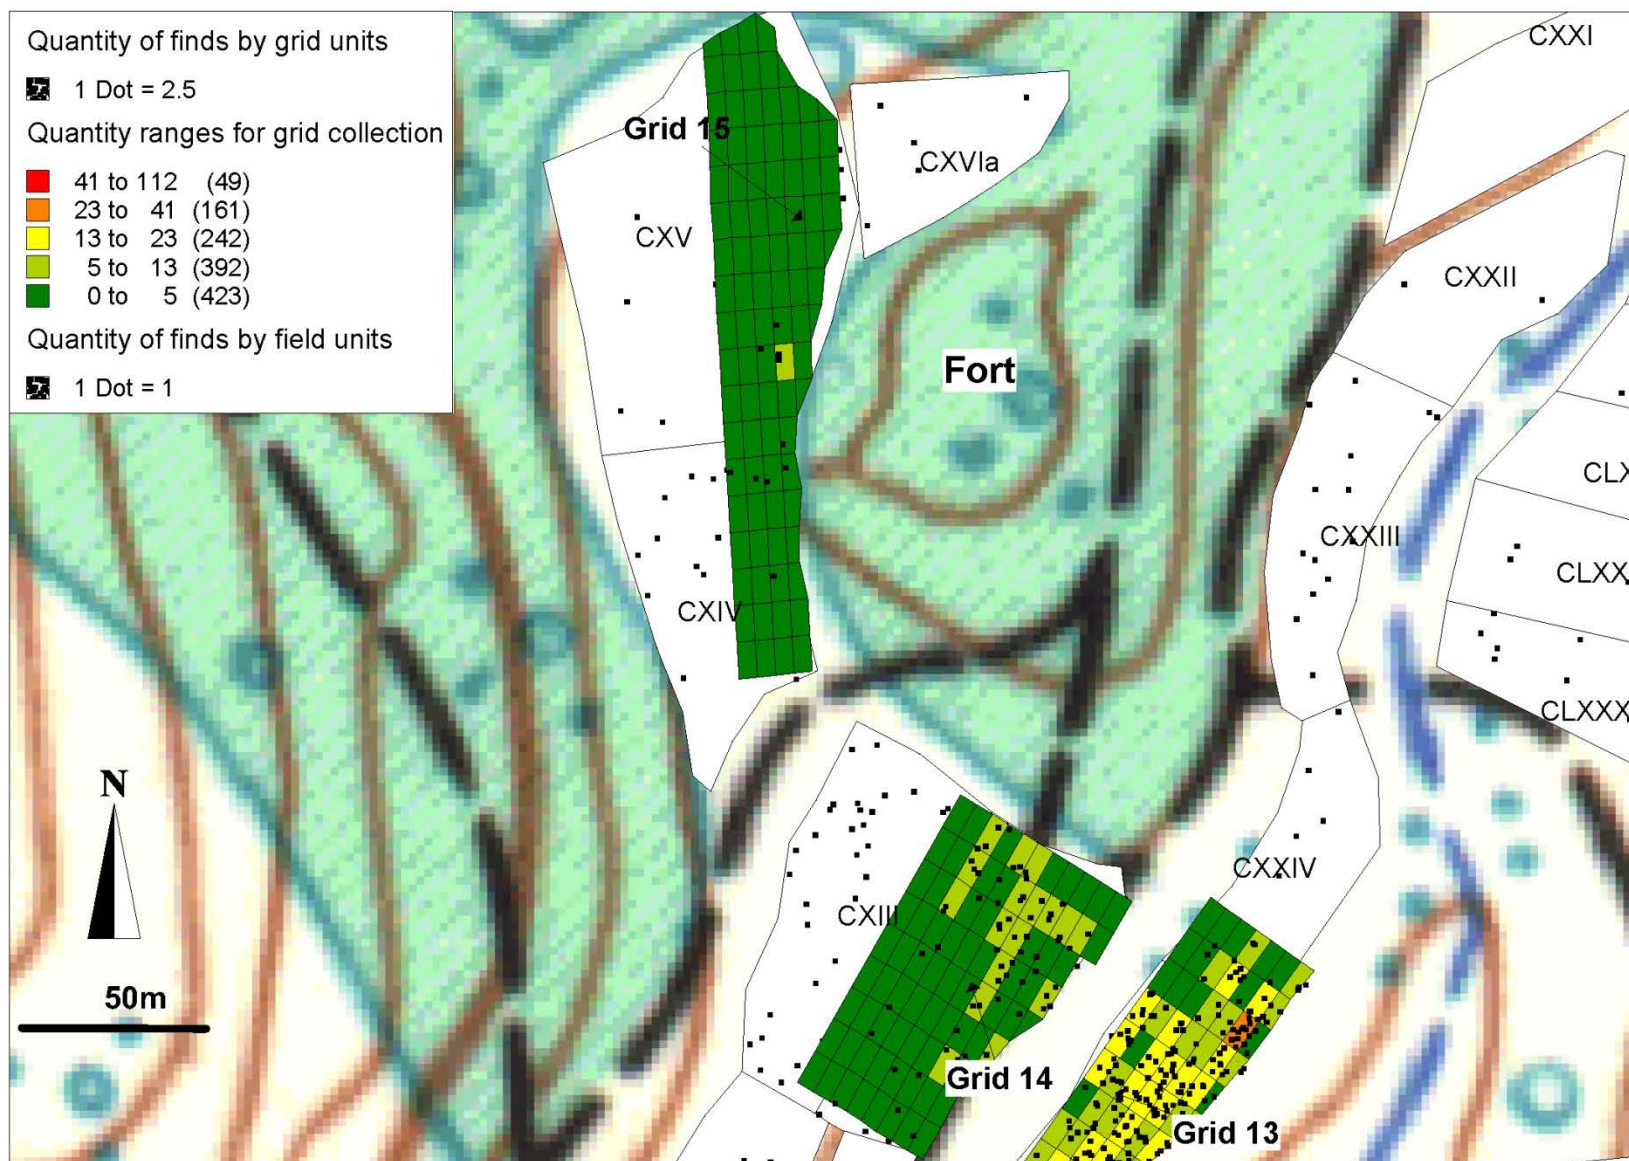 Quantity of finds by grid units
1 Dot = 2.5
Quantity ranges for grid collection
41 to 112 (49)
23 to 41 (161)
13 to 23 (242)
5 to 13 (392)
0 to 5 (423)
Quantity of finds by field units
1 Dot = 1
CXXI
Grid 15
CXVIa
CXV
CXXII
Fort
CLX
CXXIII
CLXX
CXIV
CLXXX
N
CXXIV
CXIII
50m
Grid 14
Grid 13